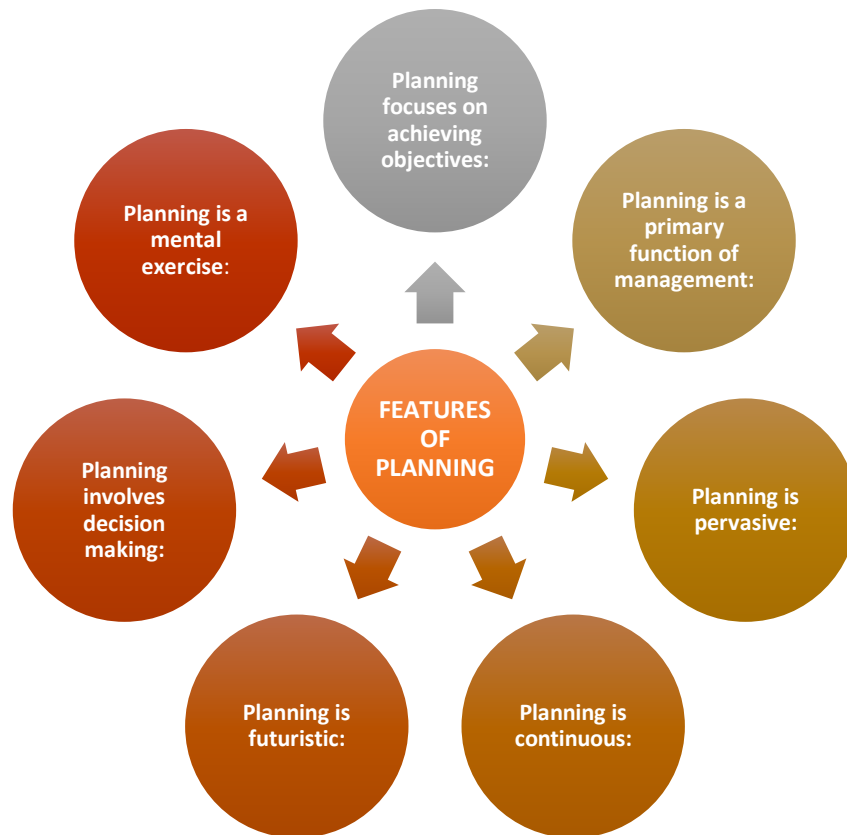 Planning
focuses on
achieving
objectives:
Planning is a
primary
function of
management:
Planning is
pervasive:
Planning is
continuous:
Planning is
futuristic:
Planning
involves
decision
making:
Planning is a
mental
exercise:
FEATURES
OF
PLANNING